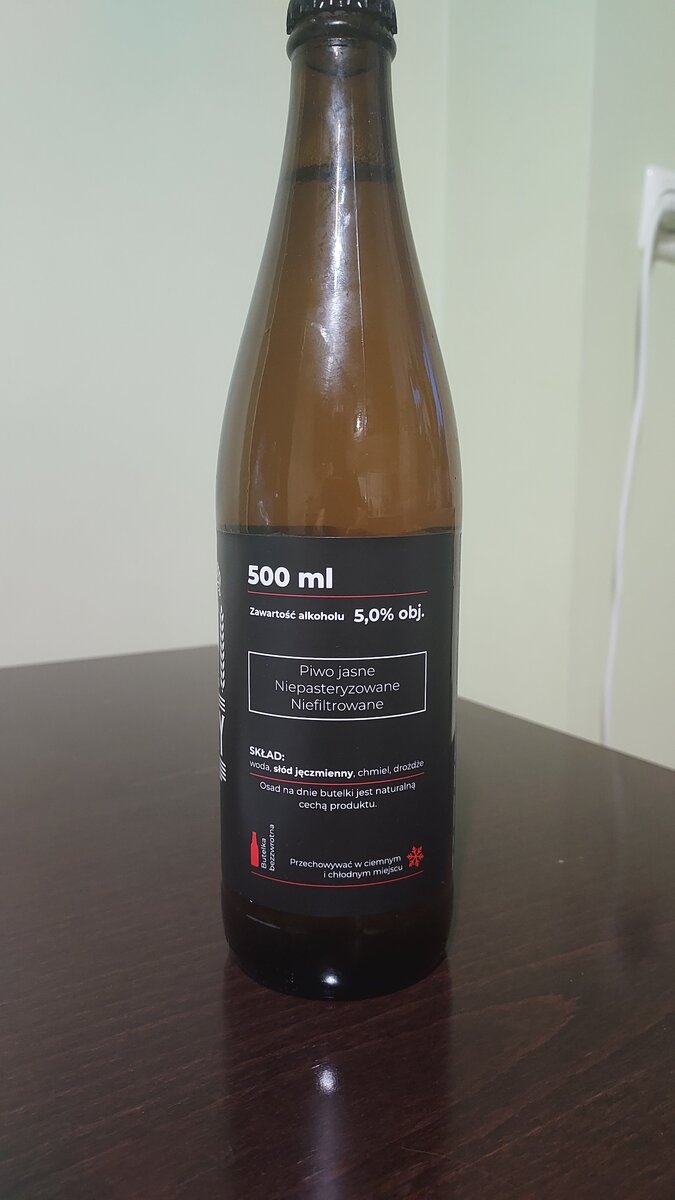 500 ml
Zawartość alkoholu 5,0% obj.
Piwo jasne
Niepasteryzowane
Niefiltrowane
SKŁAD:
woda, słód jęczmienny, chmiel, drożdże
Osad na dnie butelki jest naturalną
cechą produktu.
Butelka
bezzwrotna
Przechowywać w ciemnym
i chłodnym miejscu